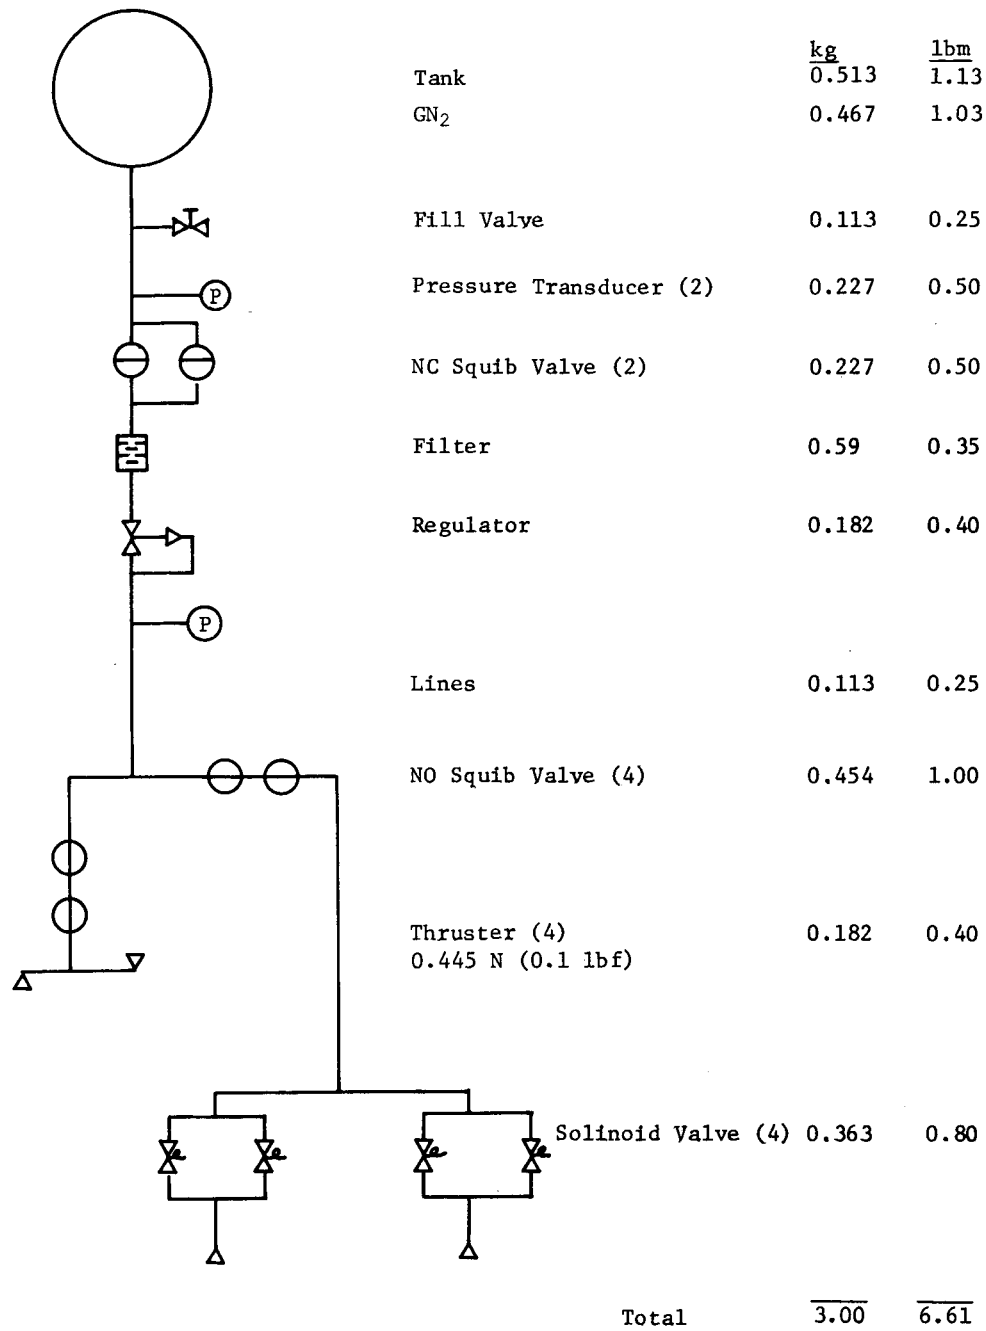 kg lbm
Tank 0.513 1.13
GN₂ 0.467 1.03
Fill Valve 0.113 0.25
P Pressure Transducer (2) 0.227 0.50
NC Squib Valve (2) 0.227 0.50
Filter 0.59 0.35
Regulator 0.182 0.40
P
Lines 0.113 0.25
NO Squib Valve (4) 0.454 1.00
Thruster (4) 0.182 0.40
0.445 N (0.1 lbf)
Solinoid Valve (4) 0.363 0.80
Total 3.00 6.61